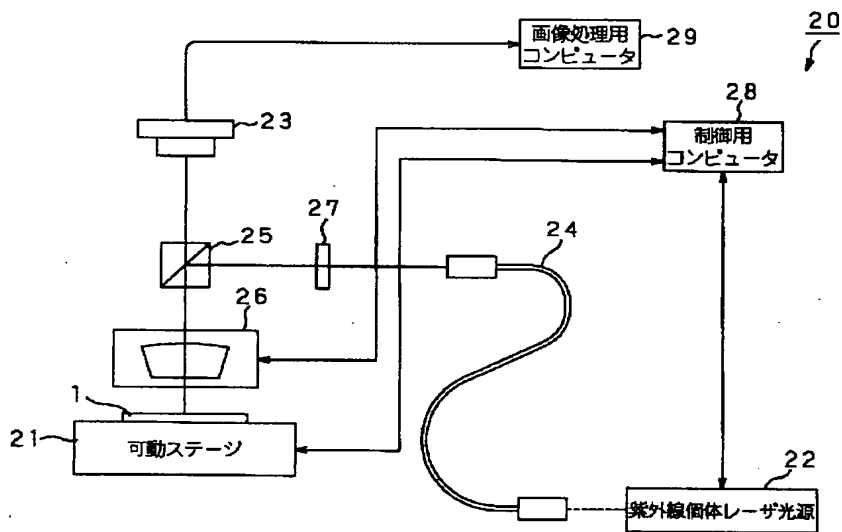 20
画像処理用
コンピュータ
29
23
28
制御用
コンピュータ
27
25
24
26
1
21
可動ステージ
22
紫外線個体レーザ光源